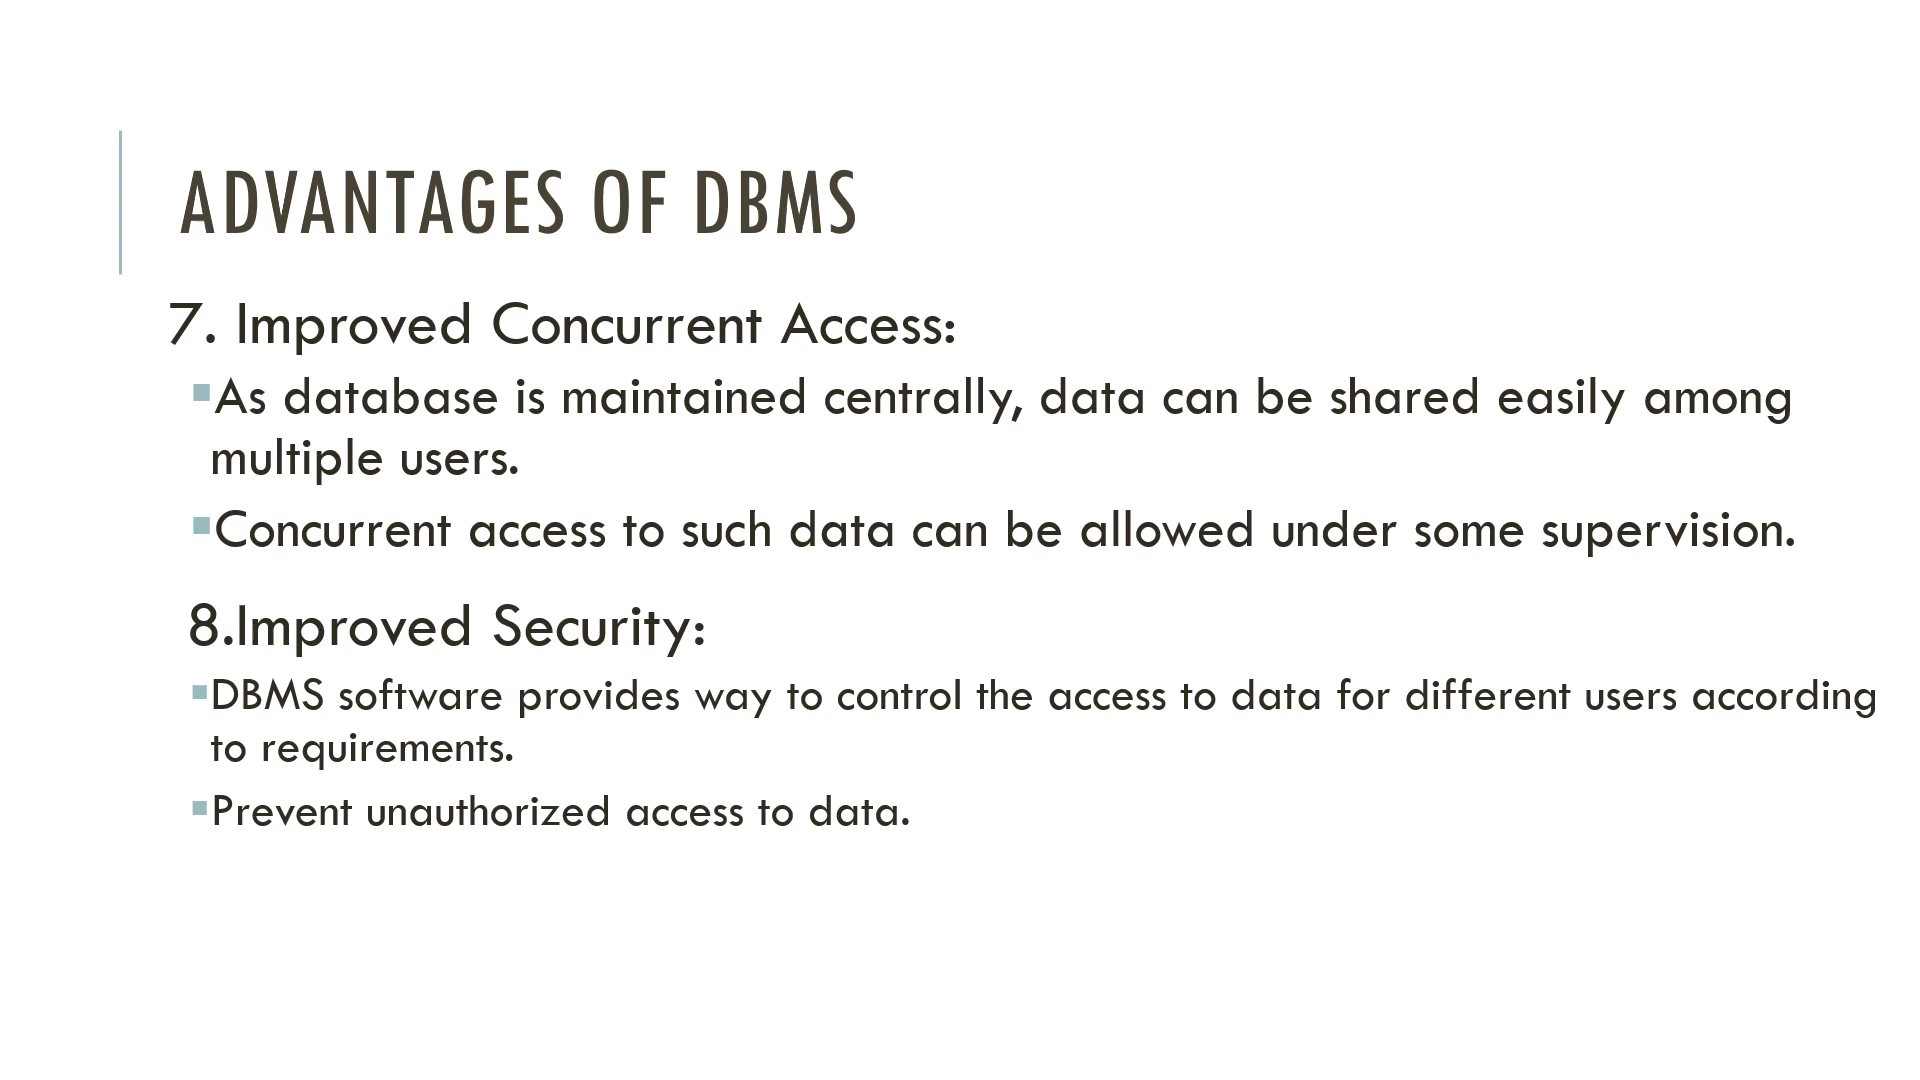 ADVANTAGES OF DBMS
7. Improved Concurrent Access:
▪As database is maintained centrally, data can be shared easily among
multiple users.
▪Concurrent access to such data can be allowed under some supervision.
8.Improved Security:
▪DBMS software provides way to control the access to data for different users according
to requirements.
▪Prevent unauthorized access to data.